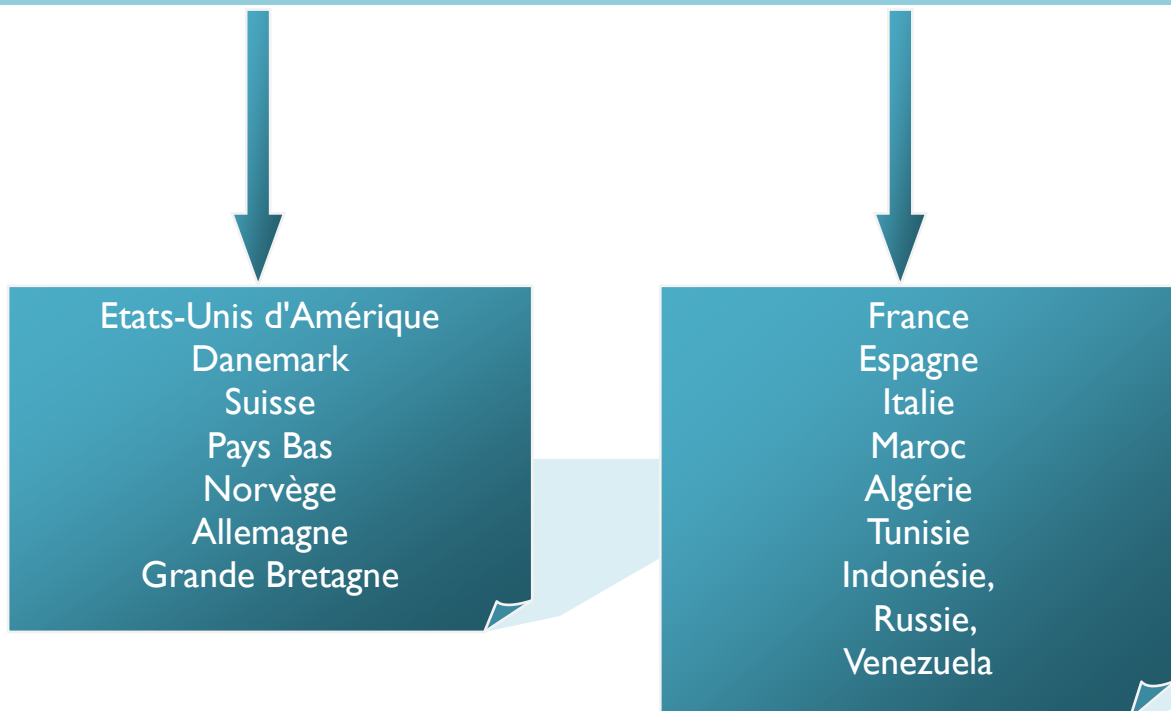 Etats-Unis d'Amérique
Danemark
Suisse
Pays Bas
Norvège
Allemagne
Grande Bretagne
France
Espagne
Italie
Maroc
Algérie
Tunisie
Indonésie,
Russie,
Venezuela